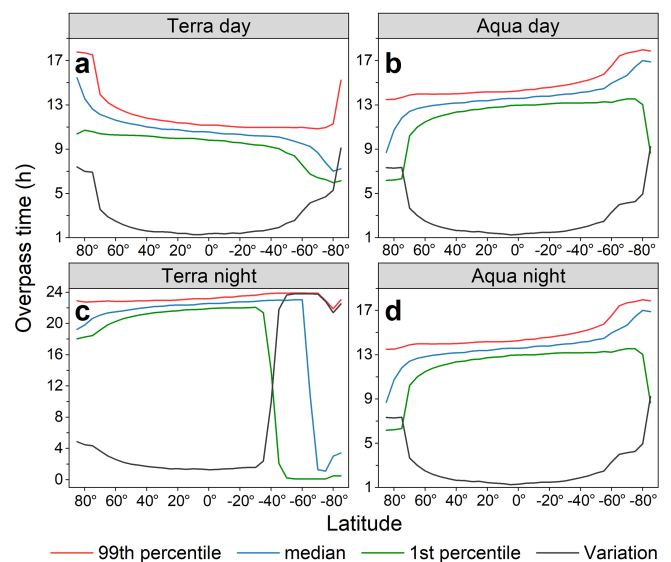 Terra day
Aqua day
a
b
17
13
9
5
1
17
13
9
5
1
80° 60° 40° 20° 0° -20° -40° -60° -80°
80° 60° 40° 20° 0° -20° -40° -60° -80°
Overpass time (h)
Terra night
Aqua night
c
d
24
20
16
12
8
4
0
17
13
9
5
1
80° 60° 40° 20° 0° -20° -40° -60° -80°
80° 60° 40° 20° 0° -20° -40° -60° -80°
Latitude
99th percentile median 1st percentile Variation